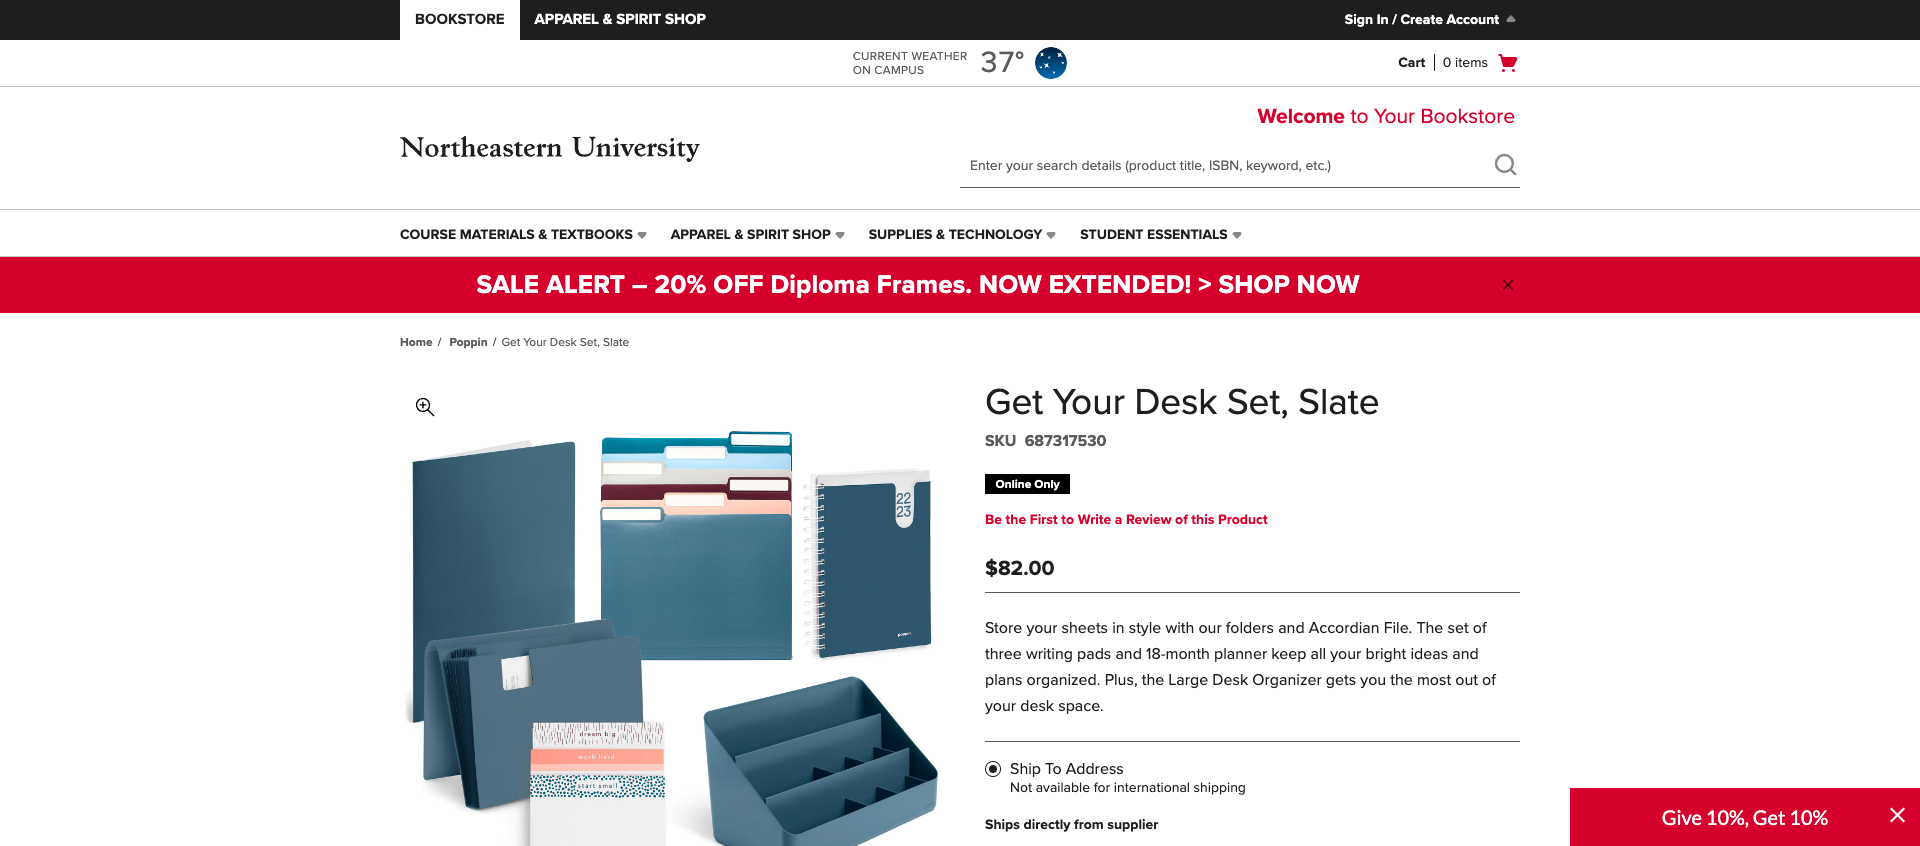 BOOKSTORE
APPAREL & SPIRIT SHOP
Sign In / Create Account
CURRENT WEATHER
ON CAMPUS
37°
Cart
0 items
Welcome to Your Bookstore
Northeastern University
Enter your search details (product title, ISBN, keyword, etc.)
COURSE MATERIALS & TEXTBOOKS
APPAREL & SPIRIT SHOP
SUPPLIES & TECHNOLOGY
STUDENT ESSENTIALS
SALE ALERT – 20% OFF Diploma Frames. NOW EXTENDED! > SHOP NOW
Home / Poppin / Get Your Desk Set, Slate
22
23
poppin.
dream big
work hard
start small
Get Your Desk Set, Slate
SKU 687317530
Online Only
Be the First to Write a Review of this Product
$82.00
Store your sheets in style with our folders and Accordian File. The set of
three writing pads and 18-month planner keep all your bright ideas and
plans organized. Plus, the Large Desk Organizer gets you the most out of
your desk space.
Ship To Address
Not available for international shipping
Ships directly from supplier
Give 10%, Get 10%